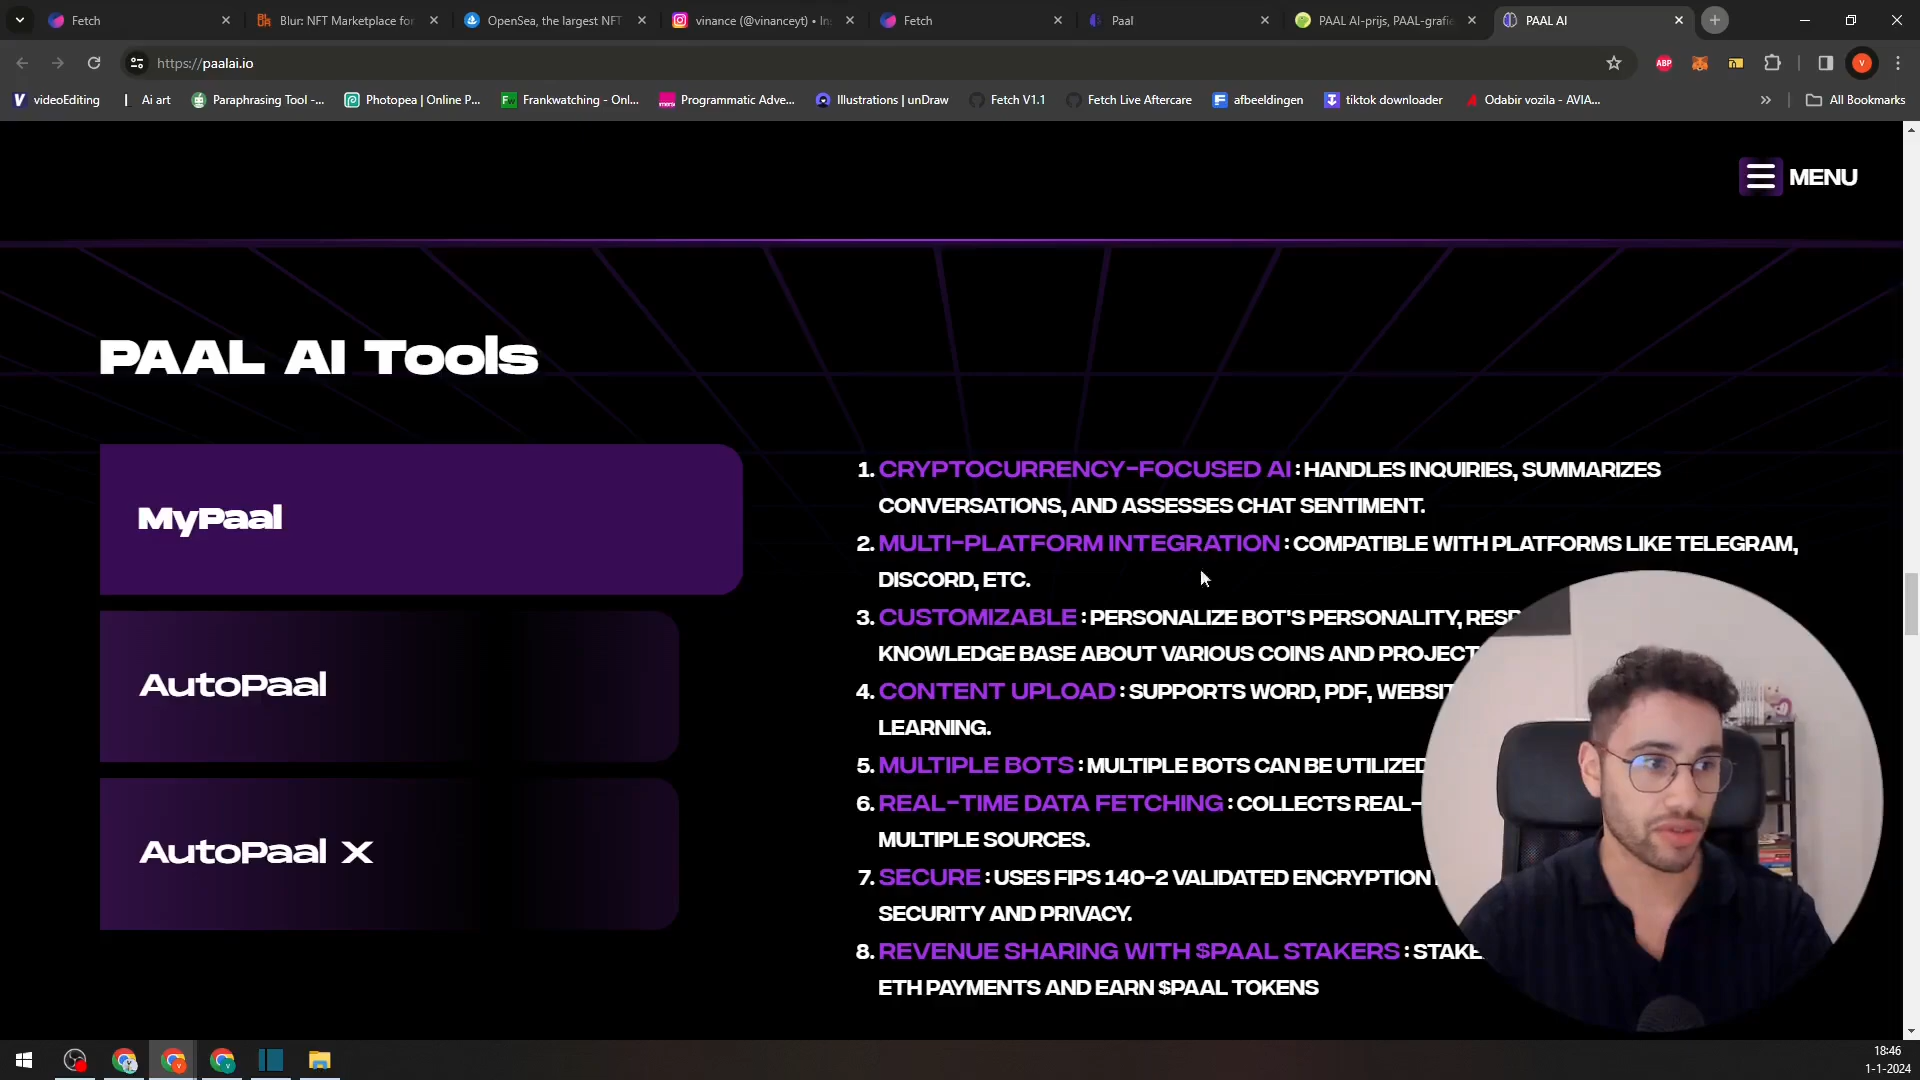 Fetch
Blur: NFT Marketplace for
OpenSea, the largest NFT
vinance (@vinanceyt) • In
Fetch
Paal
PAAL AI-prijs, PAAL-grafie
PAAL AI
https://paalai.io
ABP
V
videoEditing
Ai art
Paraphrasing Tool -...
Photopea | Online P...
Frankwatching - Onl...
Programmatic Adve...
Illustrations | unDraw
Fetch V1.1
Fetch Live Aftercare
afbeeldingen
tiktok downloader
Odabir vozila - AVIA...
All Bookmarks
MENU
PAAL AI Tools
MyPaal
AutoPaal
AutoPaal X
1. CRYPTOCURRENCY-FOCUSED AI : HANDLES INQUIRIES, SUMMARIZES
CONVERSATIONS, AND ASSESSES CHAT SENTIMENT.
2. MULTI-PLATFORM INTEGRATION : COMPATIBLE WITH PLATFORMS LIKE TELEGRAM,
DISCORD, ETC.
3. CUSTOMIZABLE : PERSONALIZE BOT'S PERSONALITY,
KNOWLEDGE BASE ABOUT VARIOUS COINS AND PROJECT
4. CONTENT UPLOAD : SUPPORTS WORD, PDF,
LEARNING.
5. MULTIPLE BOTS : MULTIPLE BOTS CAN BE UTILIZED
6. REAL-TIME DATA FETCHING : COLLECTS REAL-
MULTIPLE SOURCES.
7. SECURE : USES FIPS 140-2 VALIDATED ENCRYPTION
SECURITY AND PRIVACY.
8. REVENUE SHARING WITH $PAAL STAKERS : STAKE
ETH PAYMENTS AND EARN $PAAL TOKENS
18:46
1-1-2024